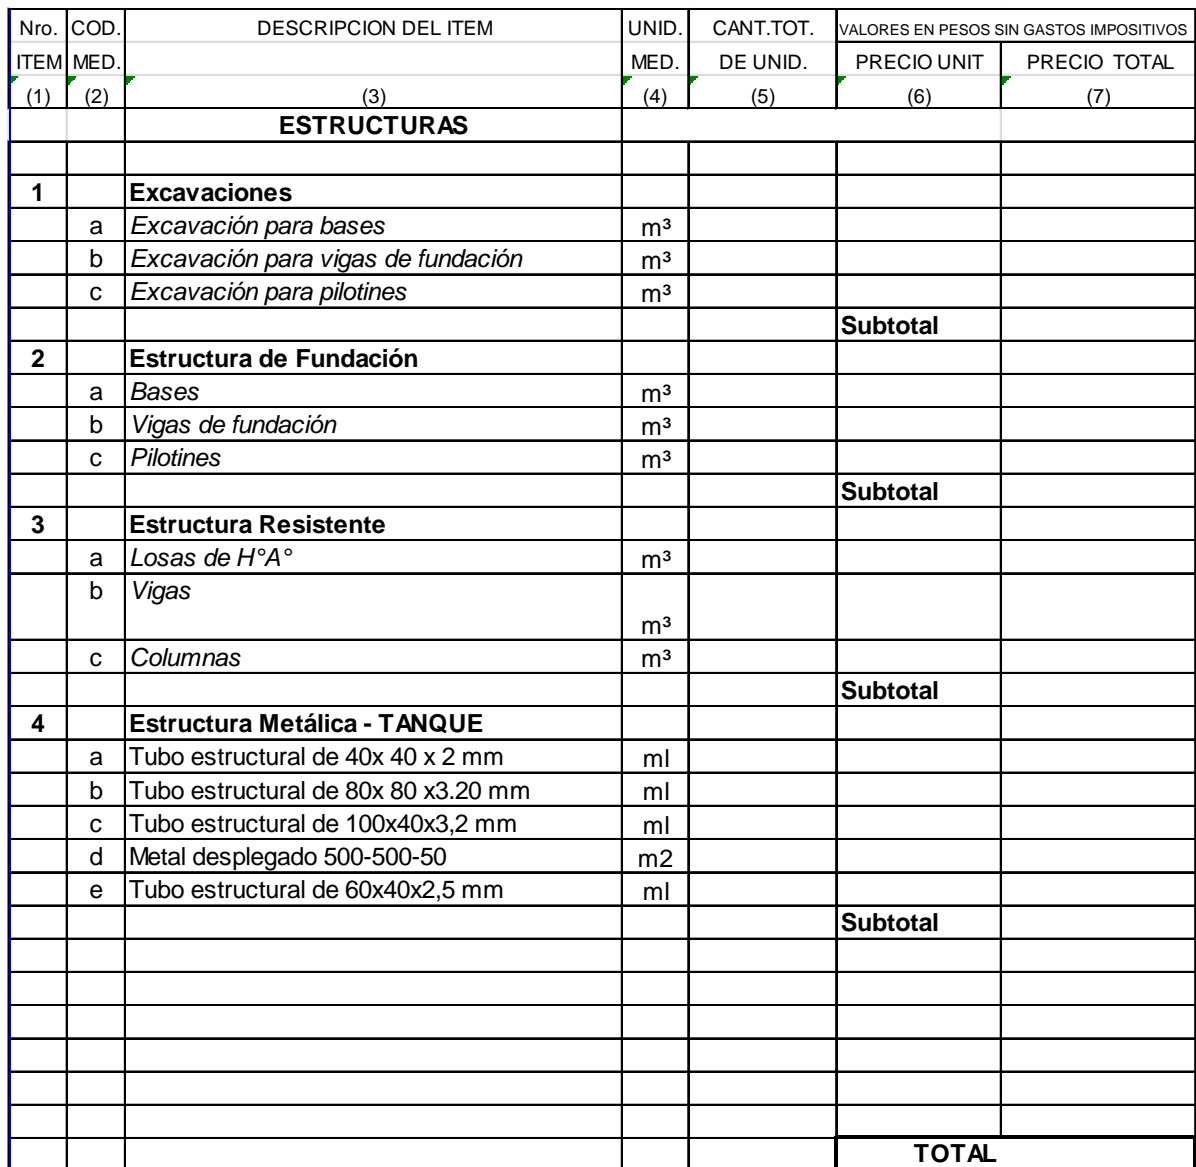 Nro. COD. DESCRIPCION DEL ITEM UNID. CANT.TOT. VALORES EN PESOS SIN GASTOS IMPOSITIVOS
ITEM MED. MED. DE UNID. PRECIO UNIT PRECIO TOTAL
(1) (2) (3) (4) (5) (6) (7)
ESTRUCTURAS
1 Excavaciones
a Excavación para bases m³
b Excavación para vigas de fundación m³
c Excavación para pilotines m³
Subtotal
2 Estructura de Fundación
a Bases m³
b Vigas de fundación m³
c Pilotines m³
Subtotal
3 Estructura Resistente
a Losas de H°A° m³
b Vigas m³
c Columnas m³
Subtotal
4 Estructura Metálica - TANQUE
a Tubo estructural de 40x 40 x 2 mm ml
b Tubo estructural de 80x 80 x3.20 mm ml
c Tubo estructural de 100x40x3,2 mm ml
d Metal desplegado 500-500-50 m2
e Tubo estructural de 60x40x2,5 mm ml
Subtotal
TOTAL